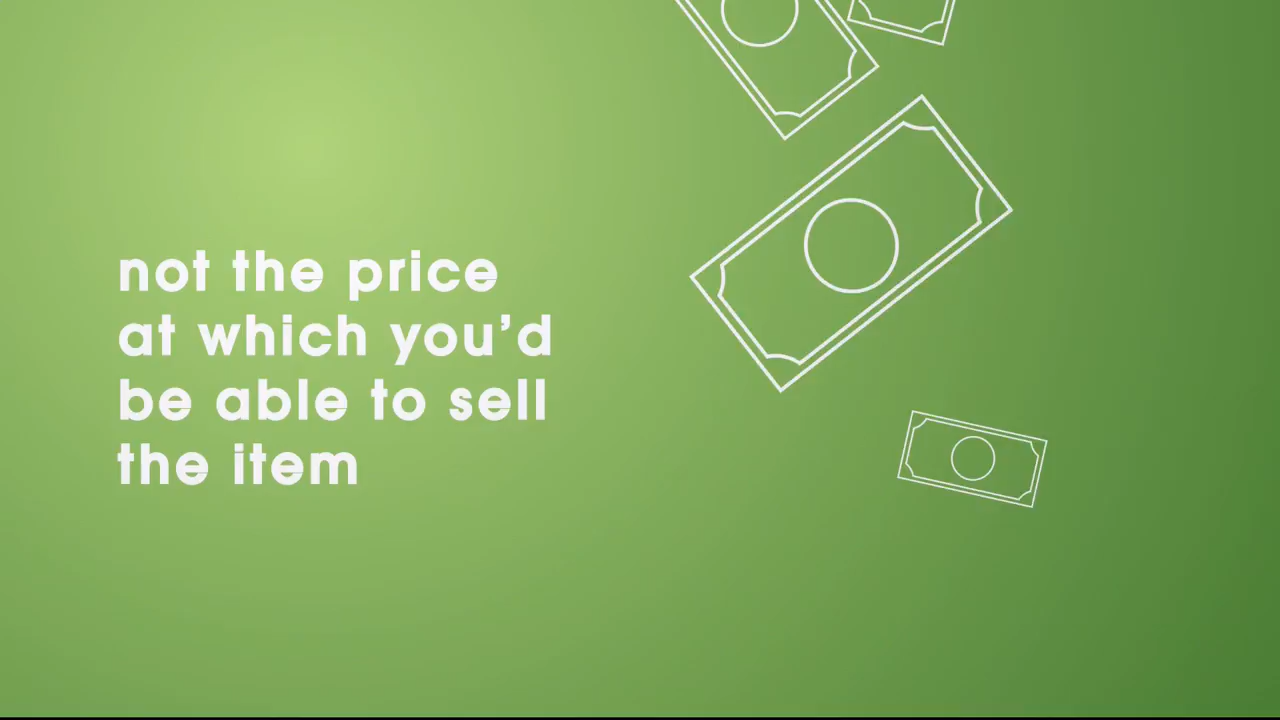 not the price
at which you’d
be able to sell
the item